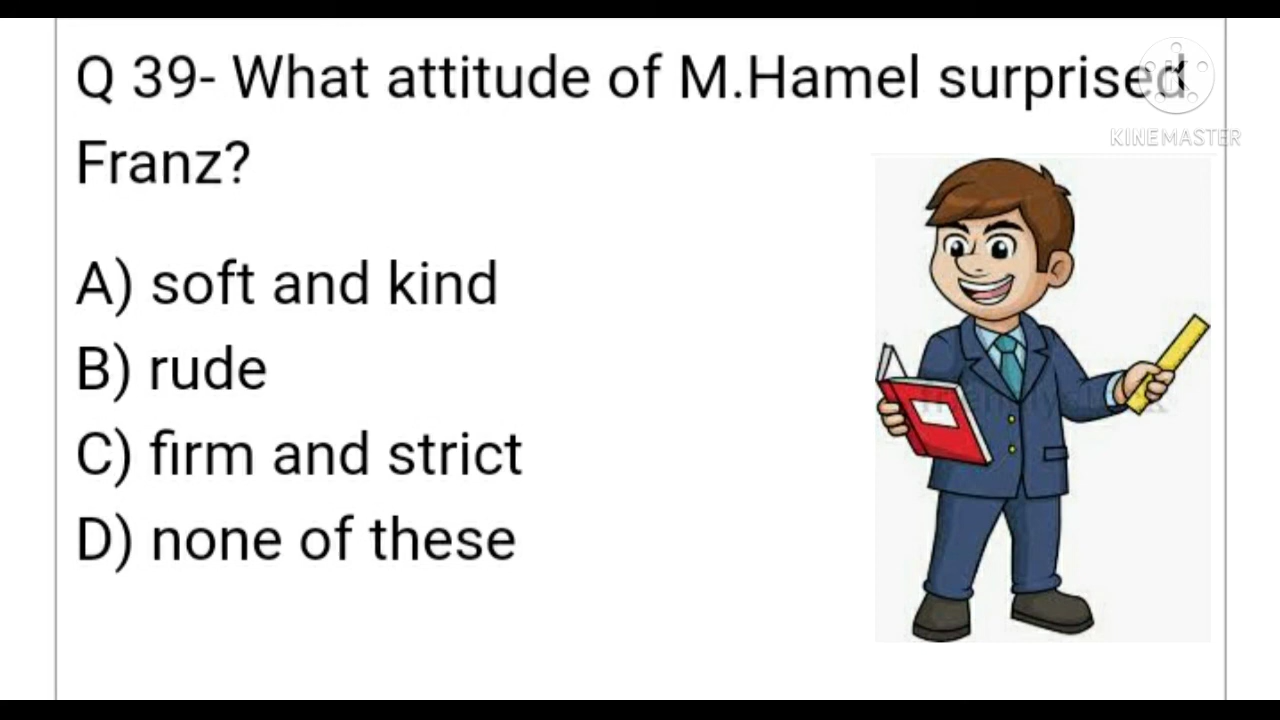 Q 39- What attitude of M.Hamel surprised
Franz?
KINEMASTER
A) soft and kind
B) rude
C) firm and strict
D) none of these